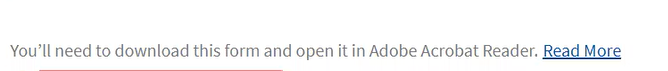 You’ll need to download this form and open it in Adobe Acrobat Reader. Read More